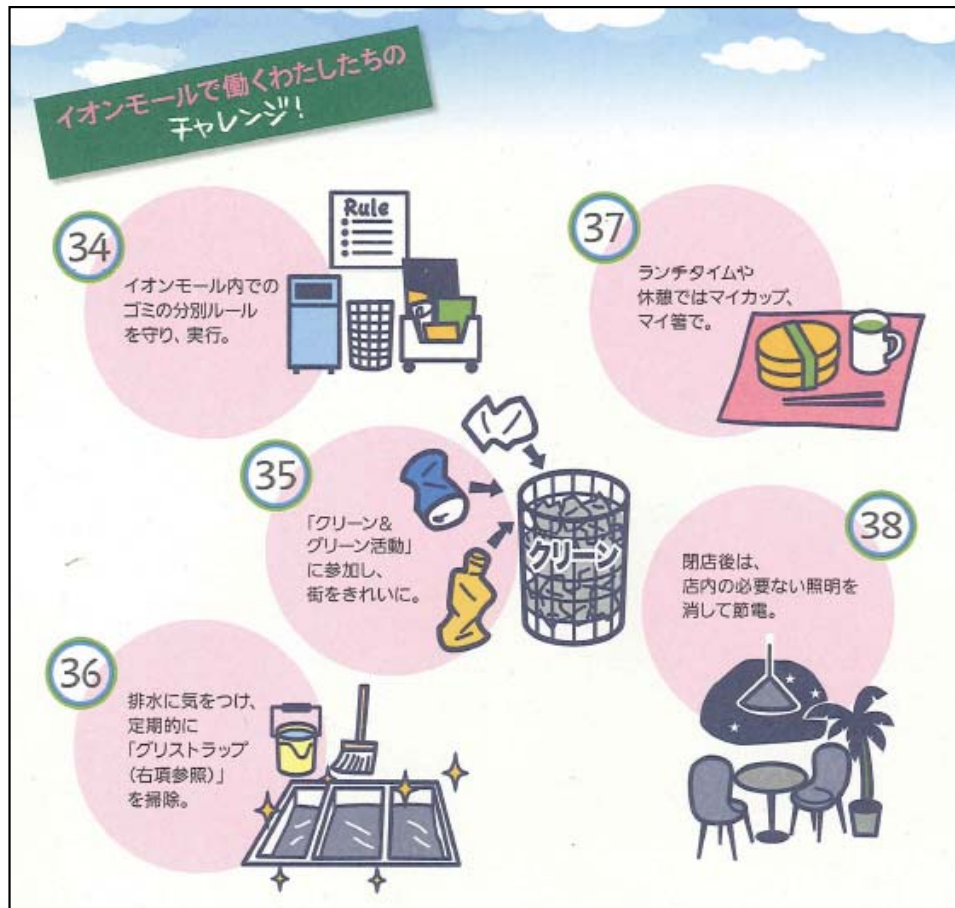 イオンモールで働くわたしたちの
チャレンジ!
34
イオンモール内での
ゴミの分別ルール
を守り、実行。
Rule
35
「クリーン&
グリーン活動」
に参加し、
街をきれいに。
クリーン
36
排水に気をつけ、
定期的に
「グリストラップ
(右項参照)」
を掃除。
37
ランチタイムや
休憩ではマイカップ、
マイ箸で。
38
閉店後は、
店内の必要ない照明を
消して節電。